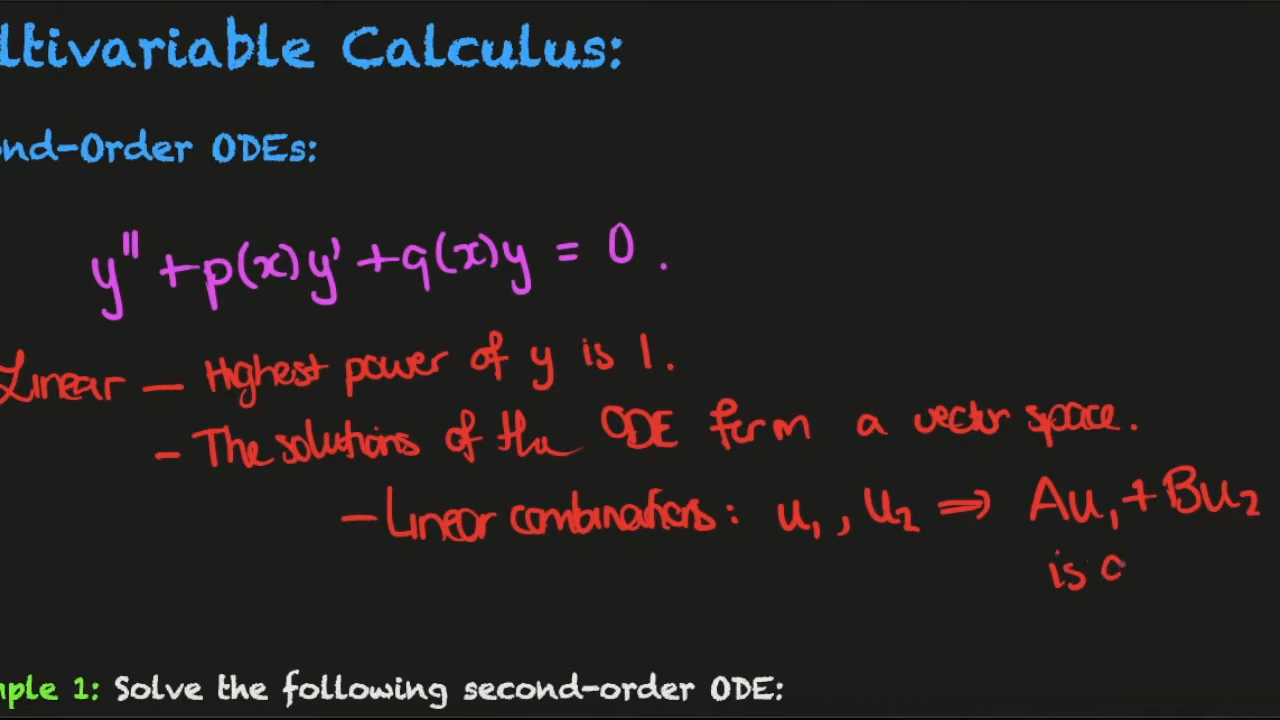 ltivariable Calculus:
ond-Order ODEs:
y'' + p(x)y' + q(x)y = 0 .
Linear — Highest power of y is 1.
- The solutions of the ODE form a vector space.
- Linear combinations: u₁, u₂ ⇒ Au₁ + Bu₂
is a
mple 1: Solve the following second-order ODE: